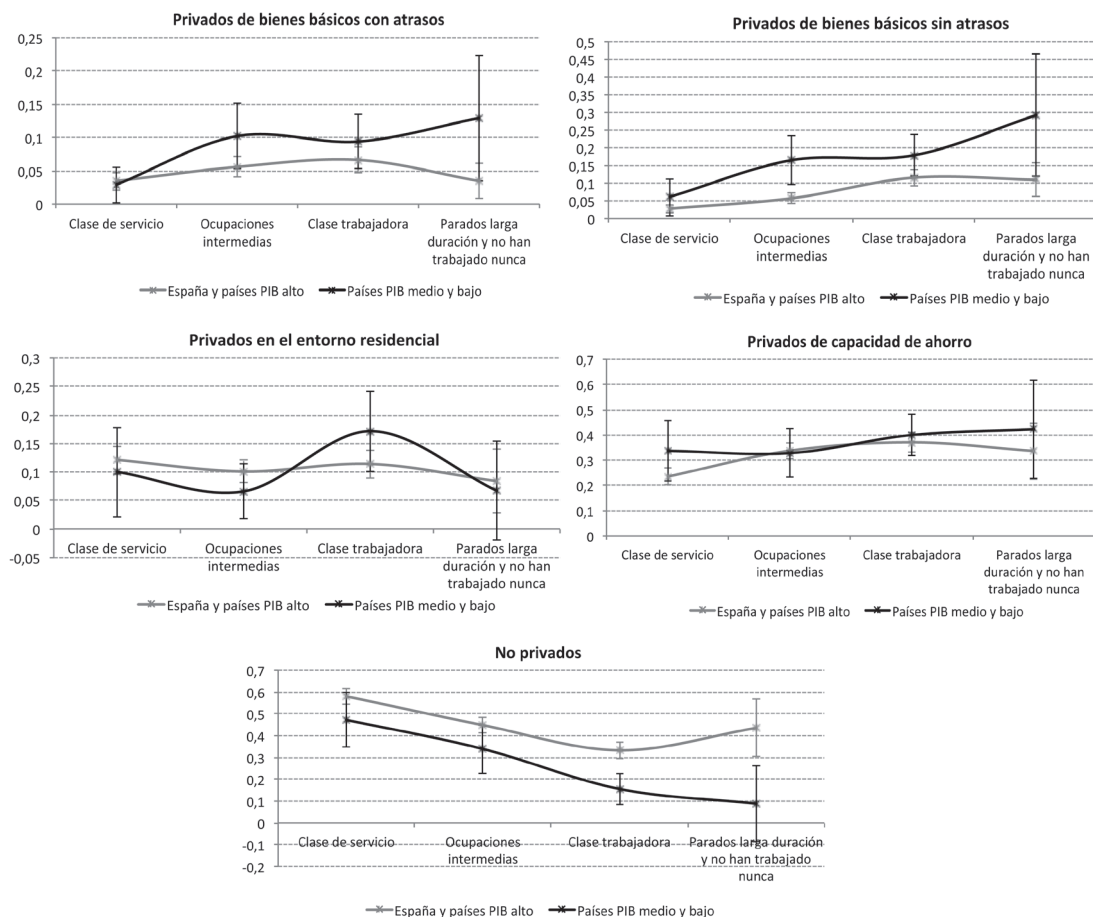 Privados de bienes básicos con atrasos
0,25
0,2
0,15
0,1
0,05
0
Clase de servicio
Ocupaciones
intermedias
Clase trabajadora
Parados larga
duración y no han
trabajado nunca
España y países PIB alto
Países PIB medio y bajo
Privados de bienes básicos sin atrasos
0,5
0,45
0,4
0,35
0,3
0,25
0,2
0,15
0,1
0,05
0
Clase de servicio
Ocupaciones
intermedias
Clase trabajadora
Parados larga
duración y no han
trabajado nunca
España y países PIB alto
Países PIB medio y bajo
Privados en el entorno residencial
0,3
0,25
0,2
0,15
0,1
0,05
0
-0,05
Clase de servicio
Ocupaciones
intermedias
Clase trabajadora
Parados larga
duración y no han
trabajado nunca
España y países PIB alto
Países PIB medio y bajo
Privados de capacidad de ahorro
0,7
0,6
0,5
0,4
0,3
0,2
0,1
0
Clase de servicio
Ocupaciones
intermedias
Clase trabajadora
Parados larga
duración y no han
trabajado nunca
España y países PIB alto
Países PIB medio y bajo
No privados
0,7
0,6
0,5
0,4
0,3
0,2
0,1
0
-0,1
-0,2
Clase de servicio
Ocupaciones
intermedias
Clase trabajadora
Parados larga duración
y no han trabajado
nunca
España y países PIB alto
Países PIB medio y bajo